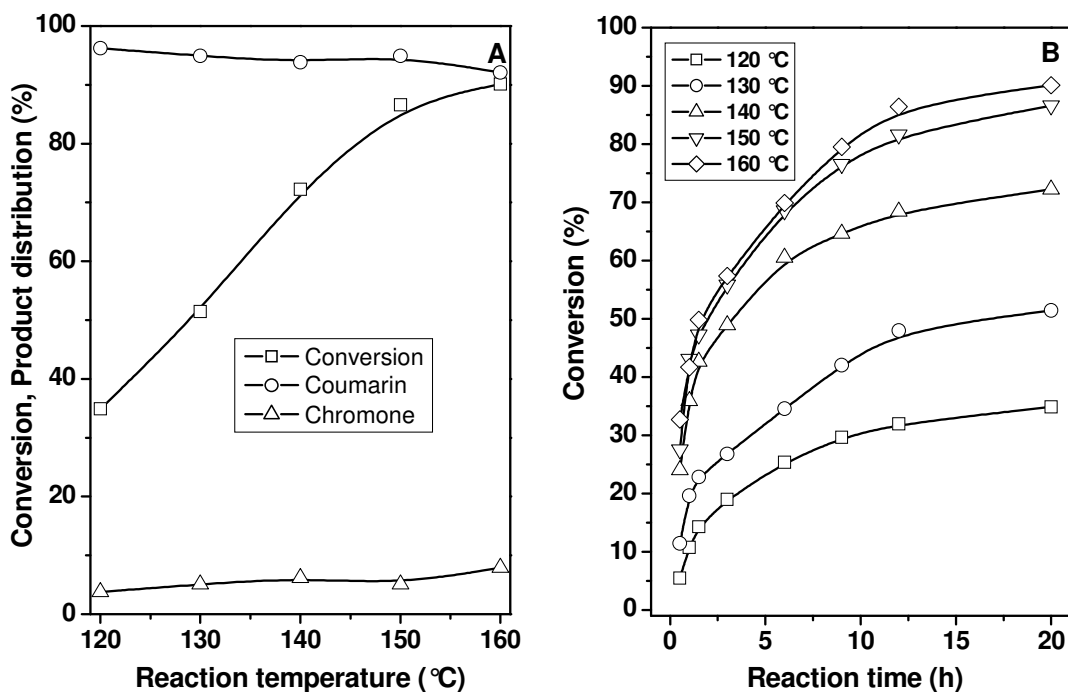 A
Conversion, Product distribution (%)
100
80
60
40
20
0
Conversion
Coumarin
Chromone
120 130 140 150 160
Reaction temperature (°C)
B
Conversion (%)
100
90
80
70
60
50
40
30
20
10
0
120 °C
130 °C
140 °C
150 °C
160 °C
0 5 10 15 20
Reaction time (h)